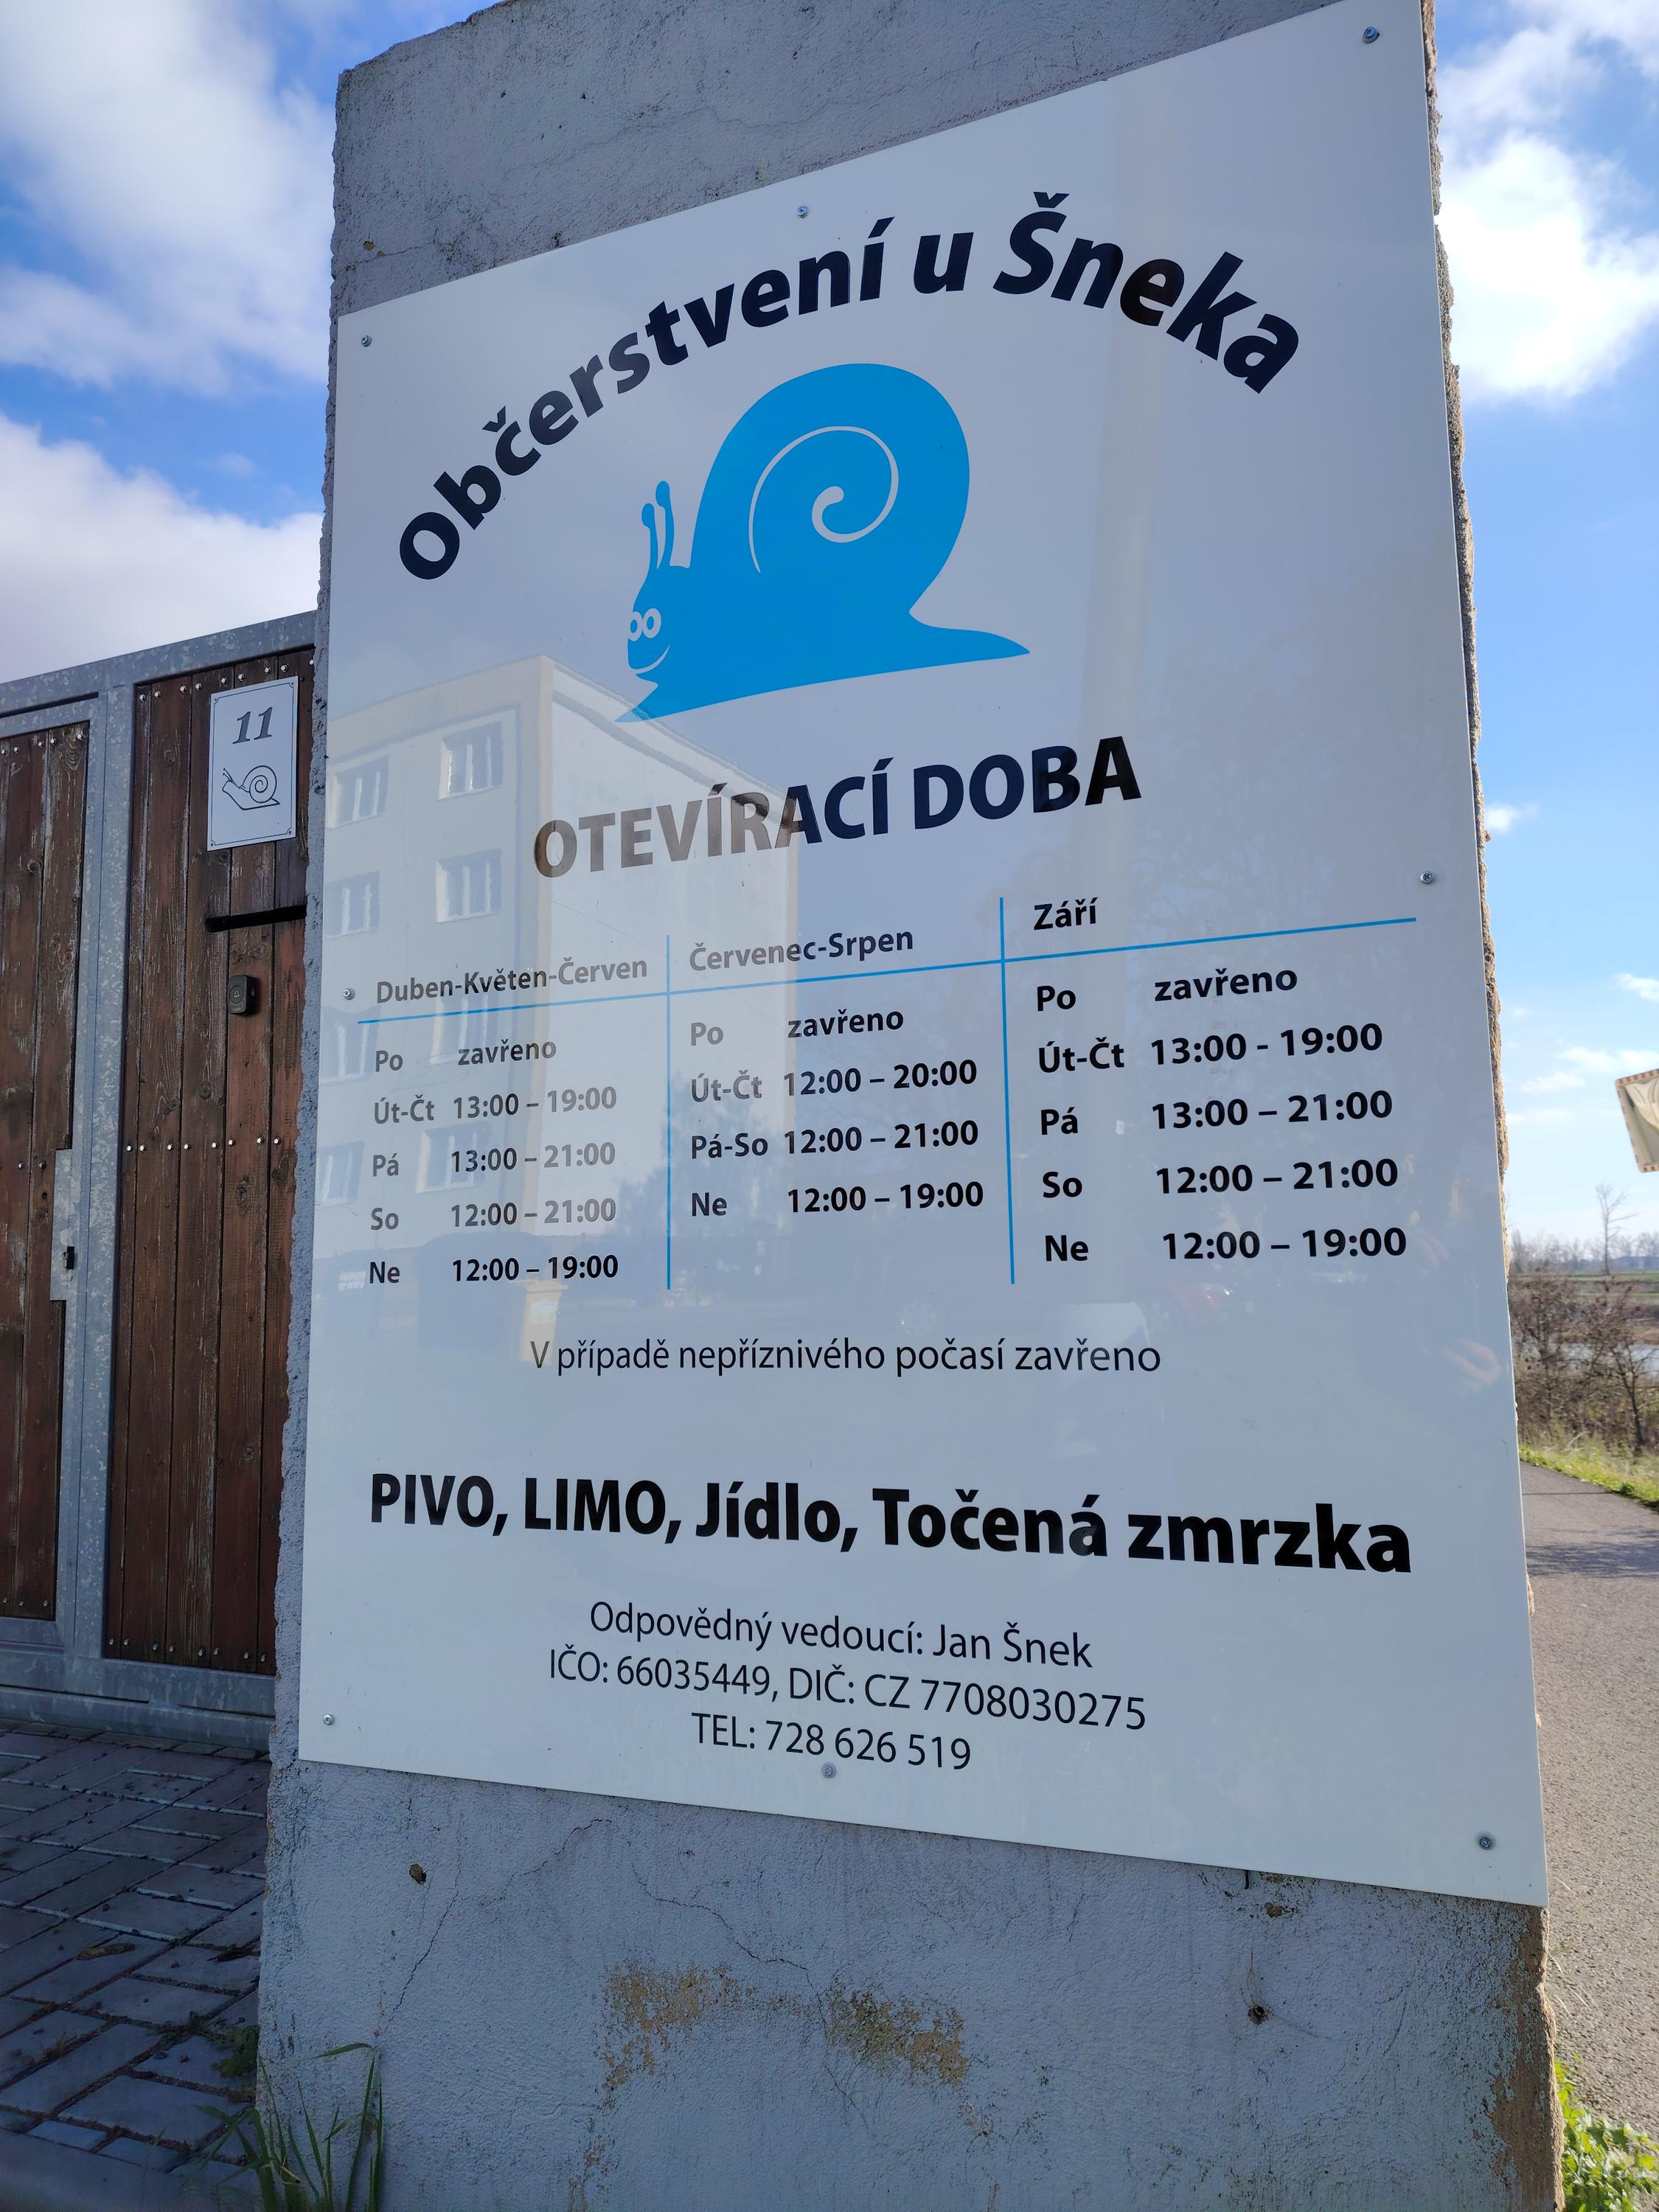 Občerstvení u Šneka
11
OTEVÍRACÍ DOBA
Duben-Květen-Červen
Po zavřeno
Út-Čt 13:00 – 19:00
Pá 13:00 – 21:00
So 12:00 – 21:00
Ne 12:00 – 19:00
Červenec-Srpen
Po zavřeno
Út-Čt 12:00 – 20:00
Pá-So 12:00 – 21:00
Ne 12:00 – 19:00
Září
Po zavřeno
Út-Čt 13:00 - 19:00
Pá 13:00 – 21:00
So 12:00 – 21:00
Ne 12:00 – 19:00
V případě nepříznivého počasí zavřeno
PIVO, LIMO, Jídlo, Točená zmrzka
Odpovědný vedoucí: Jan Šnek
IČO: 66035449, DIČ: CZ 7708030275
TEL: 728 626 519